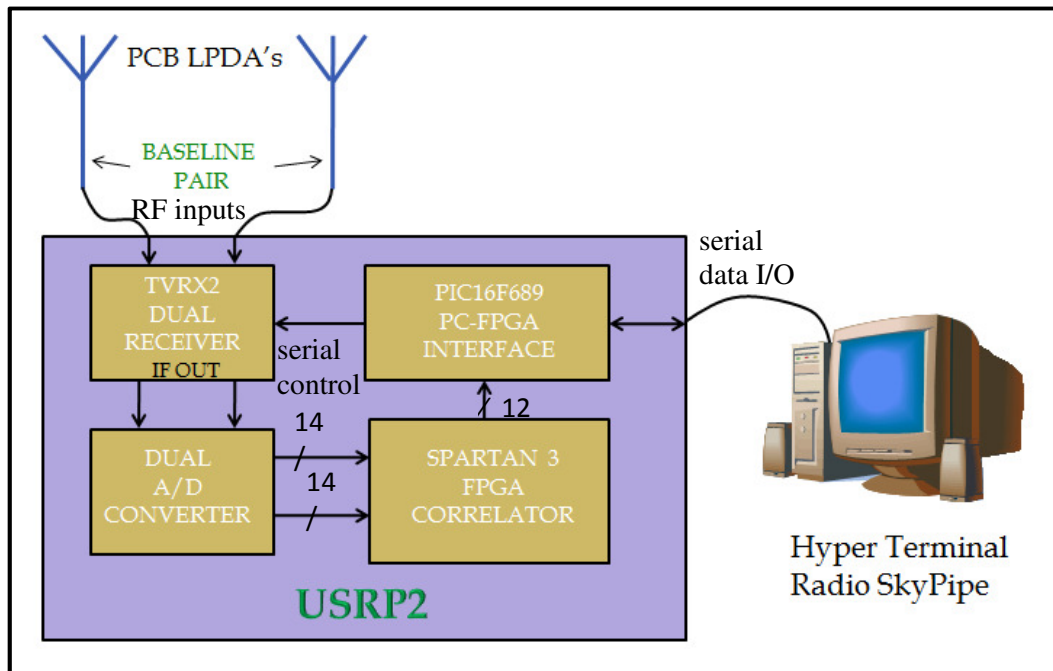 PCB LPDA's
BASELINE
PAIR
RF inputs
TVRX2
DUAL
RECEIVER
IF OUT
serial
control
PIC16F689
PC-FPGA
INTERFACE
serial
data I/O
12
14
14
DUAL
A/D
CONVERTER
SPARTAN 3
FPGA
CORRELATOR
USRP2
Hyper Terminal
Radio SkyPipe